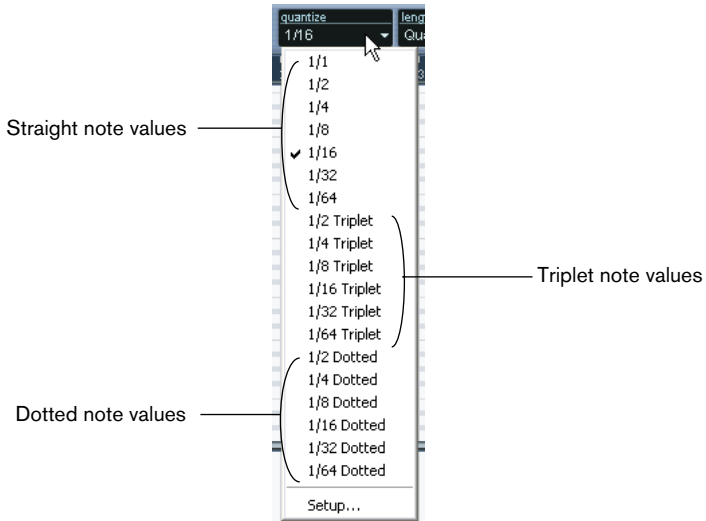 quantize
1/16
1/1
1/2
1/4
1/8
1/16
1/32
1/64
1/2 Triplet
1/4 Triplet
1/8 Triplet
1/16 Triplet
1/32 Triplet
1/64 Triplet
1/2 Dotted
1/4 Dotted
1/8 Dotted
1/16 Dotted
1/32 Dotted
1/64 Dotted
Setup...
Straight note values
Triplet note values
Dotted note values